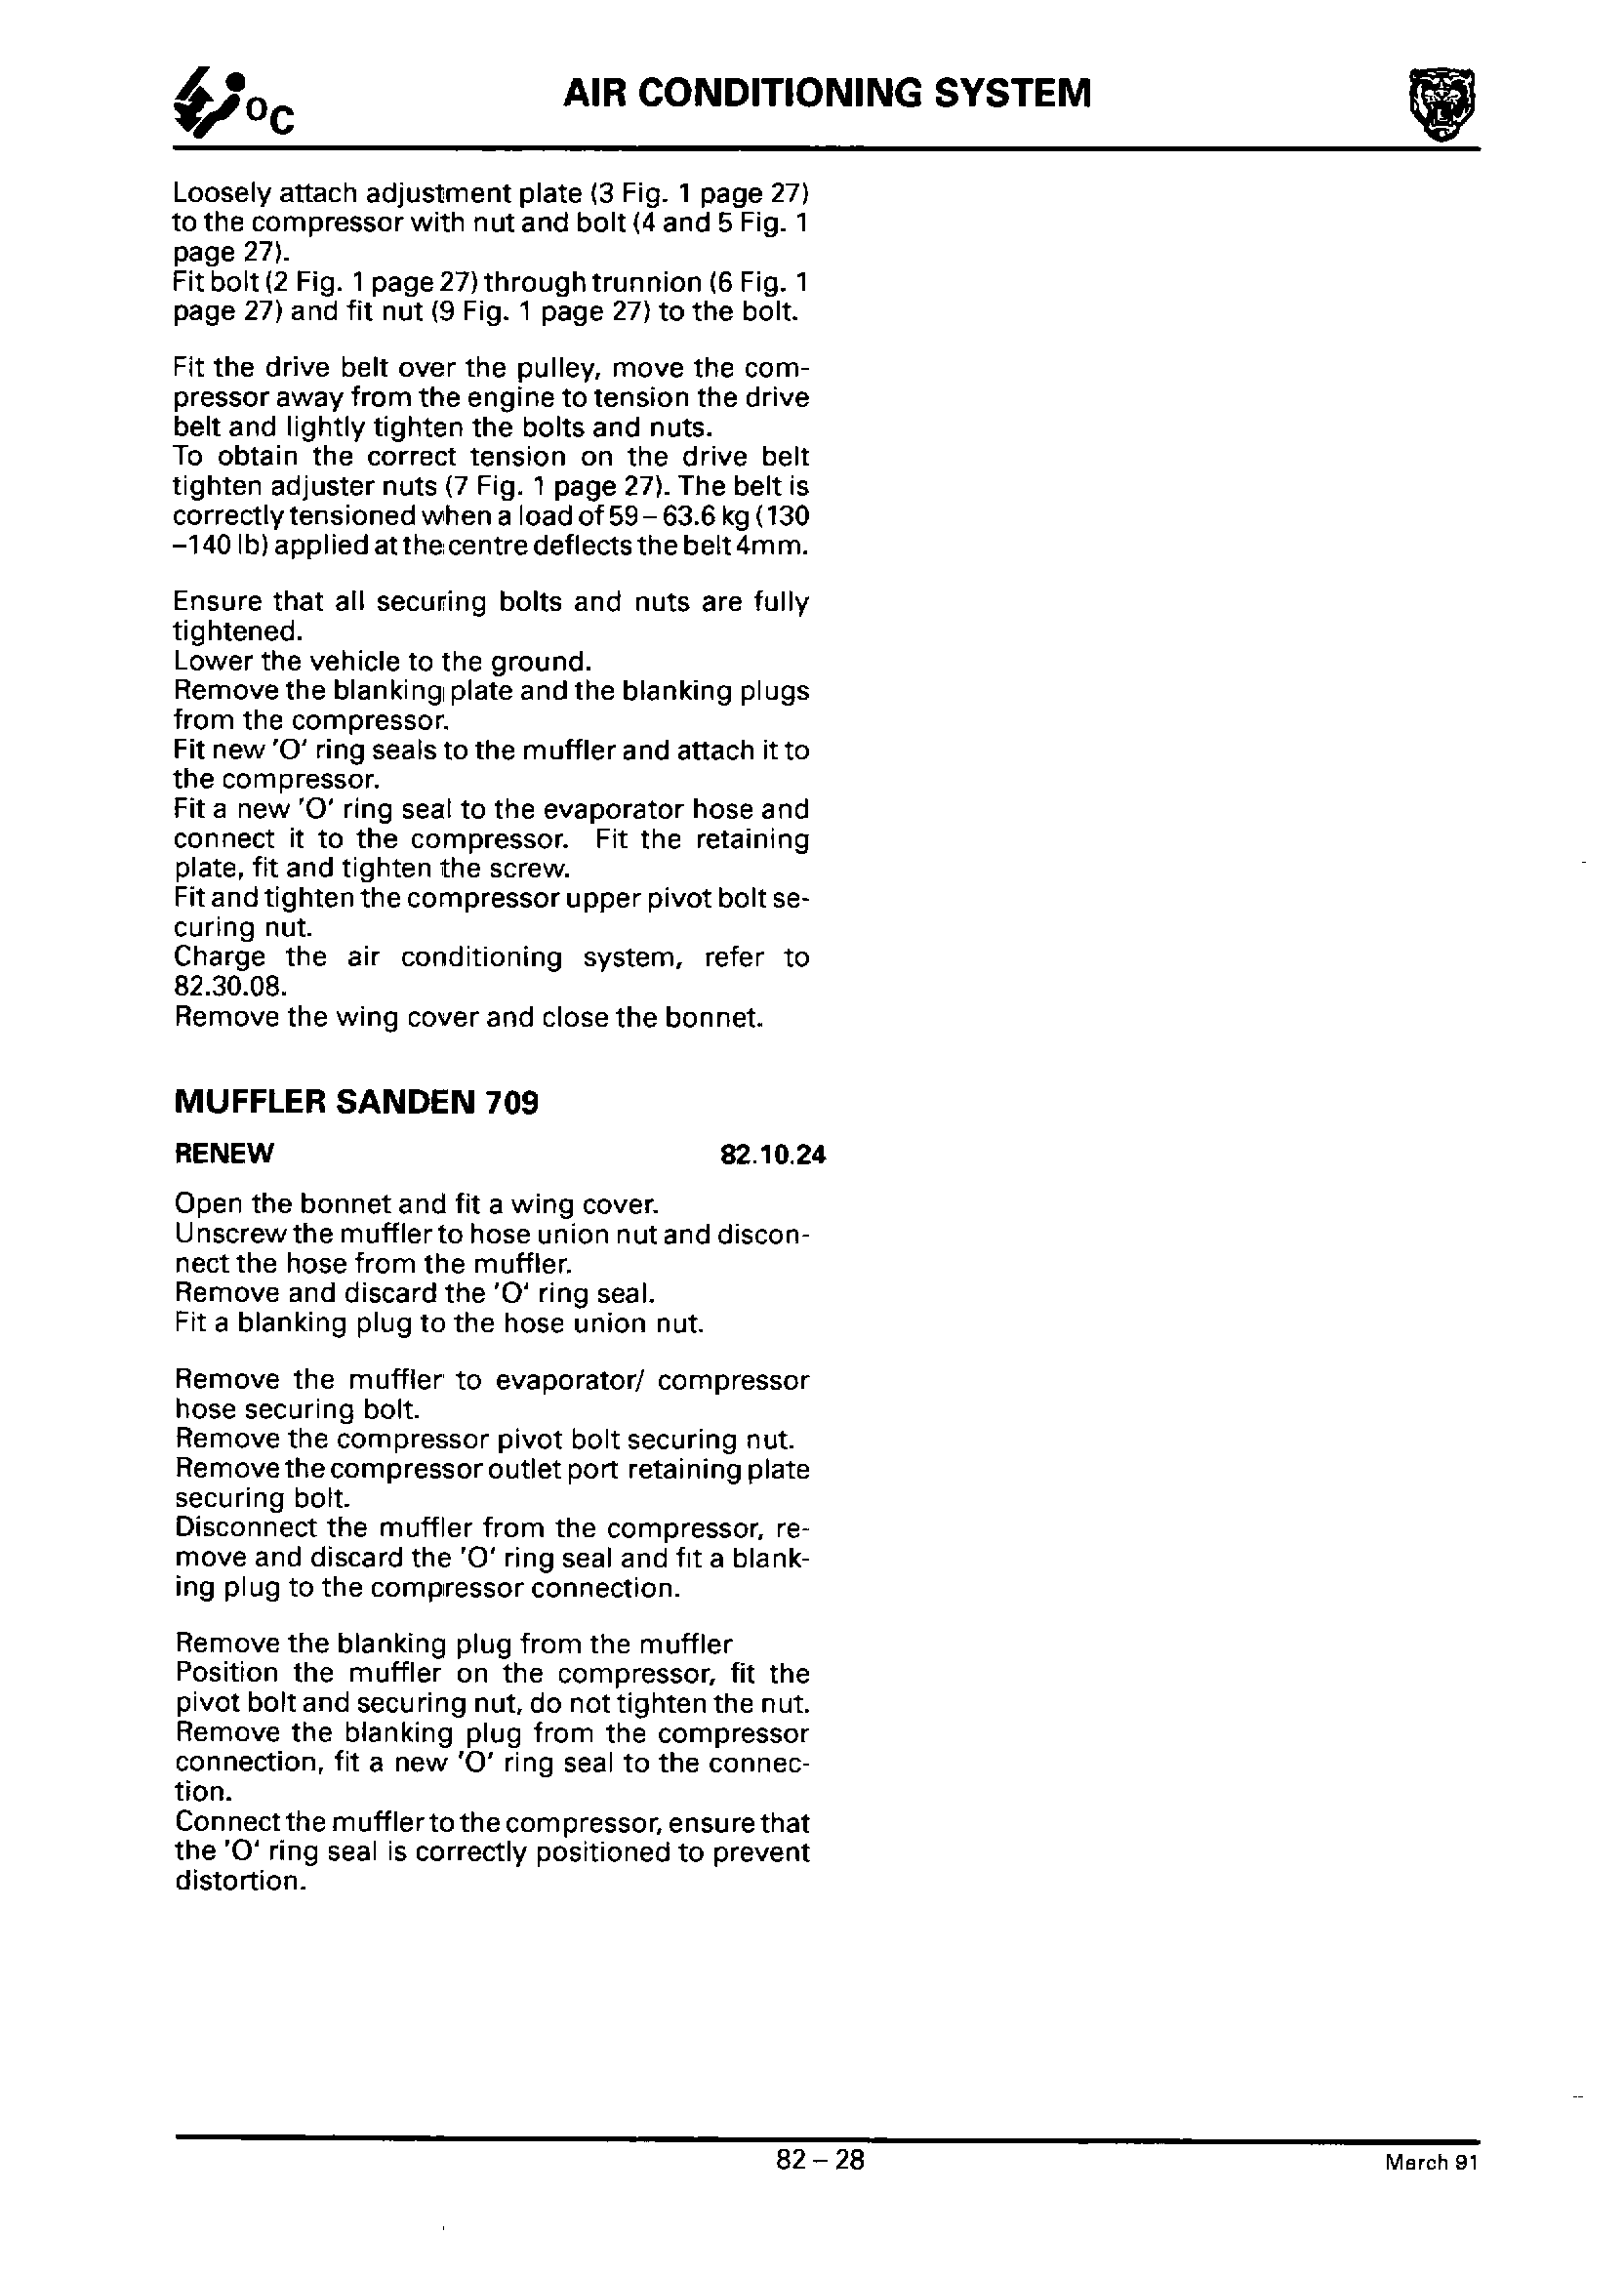 °C
AIR CONDITIONING SYSTEM
Loosely attach adjustment plate (3 Fig. 1 page 27)
to the compressor with nut and bolt (4 and 5 Fig. 1
page 27).
Fit bolt (2 Fig. 1 page 27) through trunnion (6 Fig. 1
page 27) and fit nut (9 Fig. 1 page 27) to the bolt.
Fit the drive belt over the pulley, move the com-
pressor away from the engine to tension the drive
belt and lightly tighten the bolts and nuts.
To obtain the correct tension on the drive belt
tighten adjuster nuts (7 Fig. 1 page 27). The belt is
correctly tensioned when a load of 59 – 63.6 kg (130
–140 lb) applied at the centre deflects the belt 4mm.
Ensure that all securing bolts and nuts are fully
tightened.
Lower the vehicle to the ground.
Remove the blanking plate and the blanking plugs
from the compressor.
Fit new 'O' ring seals to the muffler and attach it to
the compressor.
Fit a new 'O' ring seal to the evaporator hose and
connect it to the compressor. Fit the retaining
plate, fit and tighten the screw.
Fit and tighten the compressor upper pivot bolt se-
curing nut.
Charge the air conditioning system, refer to
82.30.08.
Remove the wing cover and close the bonnet.
MUFFLER SANDEN 709
RENEW 82.10.24
Open the bonnet and fit a wing cover.
Unscrew the muffler to hose union nut and discon-
nect the hose from the muffler.
Remove and discard the 'O' ring seal.
Fit a blanking plug to the hose union nut.
Remove the muffler to evaporator/ compressor
hose securing bolt.
Remove the compressor pivot bolt securing nut.
Remove the compressor outlet port retaining plate
securing bolt.
Disconnect the muffler from the compressor, re-
move and discard the 'O' ring seal and fit a blank-
ing plug to the compressor connection.
Remove the blanking plug from the muffler
Position the muffler on the compressor, fit the
pivot bolt and securing nut, do not tighten the nut.
Remove the blanking plug from the compressor
connection, fit a new 'O' ring seal to the connec-
tion.
Connect the muffler to the compressor, ensure that
the 'O' ring seal is correctly positioned to prevent
distortion.
82 – 28
March 91